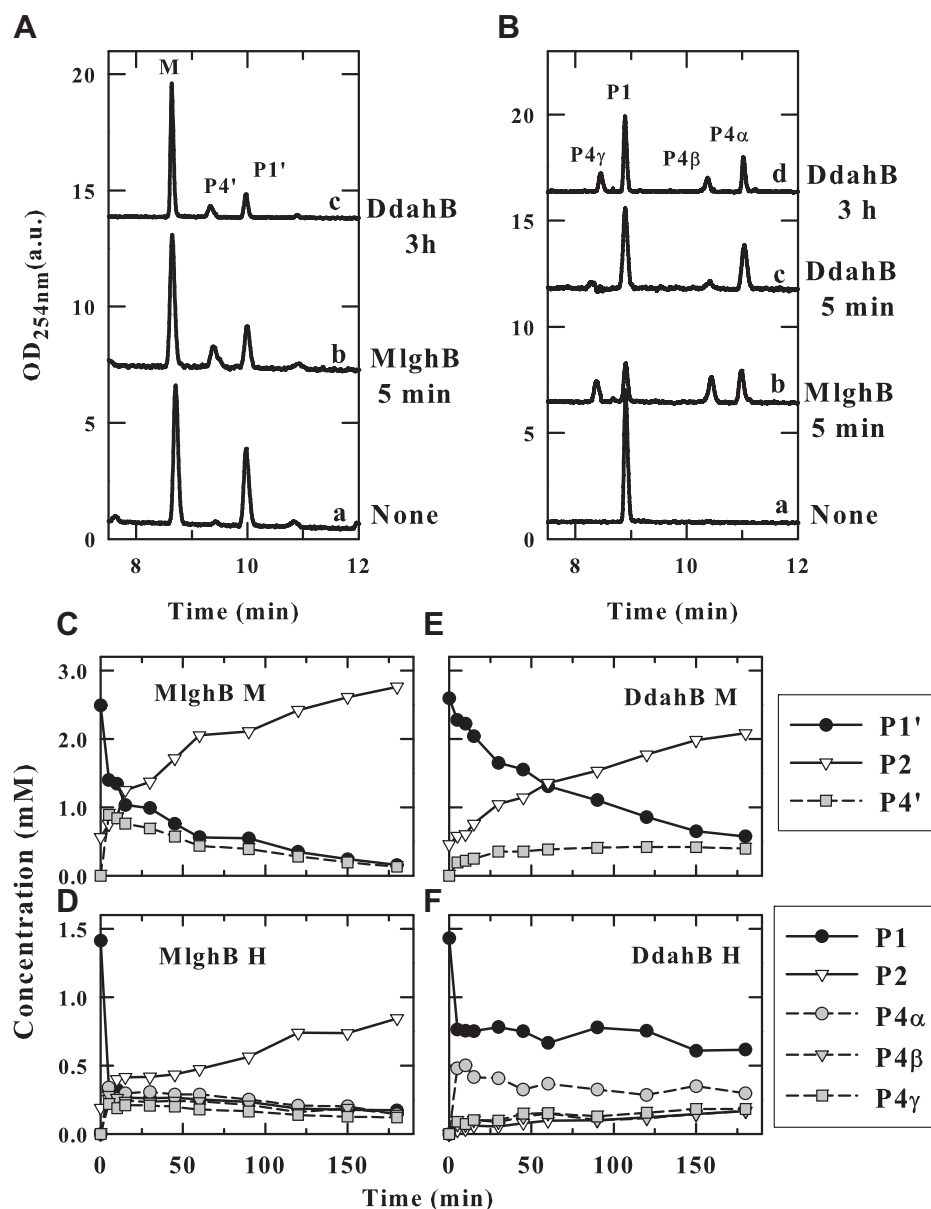 A
OD254nm(a.u.)
20
15
10
5
0
M
P4'
P1'
c
DdahB
3h
b
MlghB
5 min
a
None
8
10
12
Time (min)
B
20
15
10
5
0
P4γ
P1
P4β
P4α
d
DdahB
3 h
c
DdahB
5 min
b
MlghB
5 min
a
None
8
10
12
Time (min)
Concentration (mM)
C
MlghB M
3.0
2.0
1.0
0.0
E
DdahB M
P1'
P2
P4'
D
MlghB H
1.5
1.0
0.5
0.0
0
50
100
150
F
DdahB H
0
50
100
150
P1
P2
P4α
P4β
P4γ
Time (min)